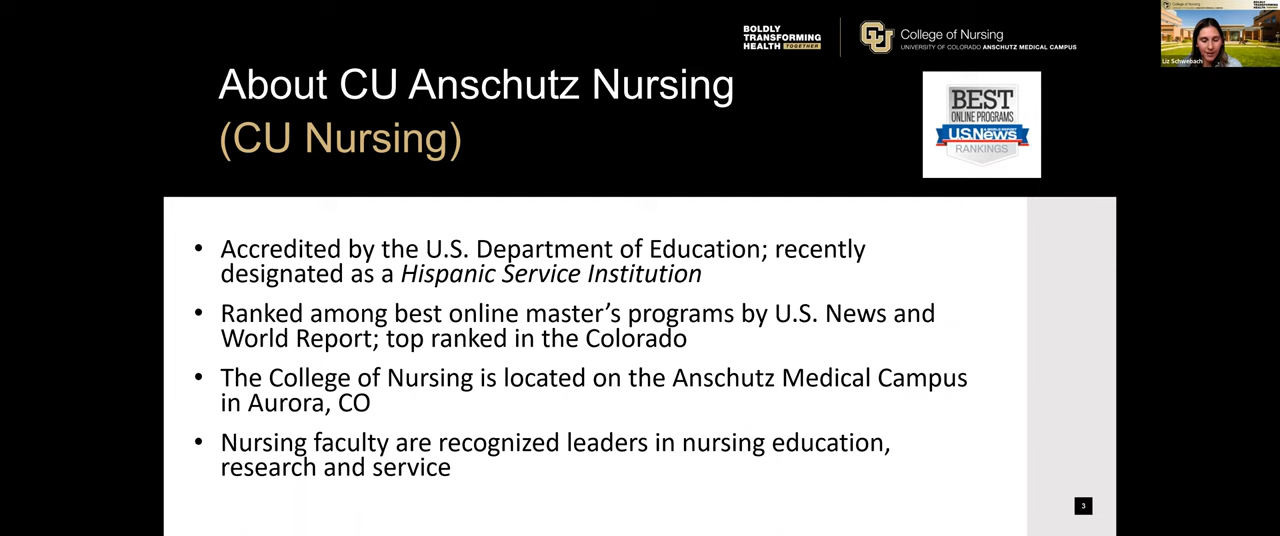 BOLDLY
TRANSFORMING
HEALTH TOGETHER
CU
College of Nursing
UNIVERSITY OF COLORADO ANSCHUTZ MEDICAL CAMPUS
Liz Schwebach
About CU Anschutz Nursing
(CU Nursing)
BEST
ONLINE PROGRAMS
U.S.News
RANKINGS
• Accredited by the U.S. Department of Education; recently
designated as a Hispanic Service Institution
• Ranked among best online master's programs by U.S. News and
World Report; top ranked in the Colorado
• The College of Nursing is located on the Anschutz Medical Campus
in Aurora, CO
• Nursing faculty are recognized leaders in nursing education,
research and service
3